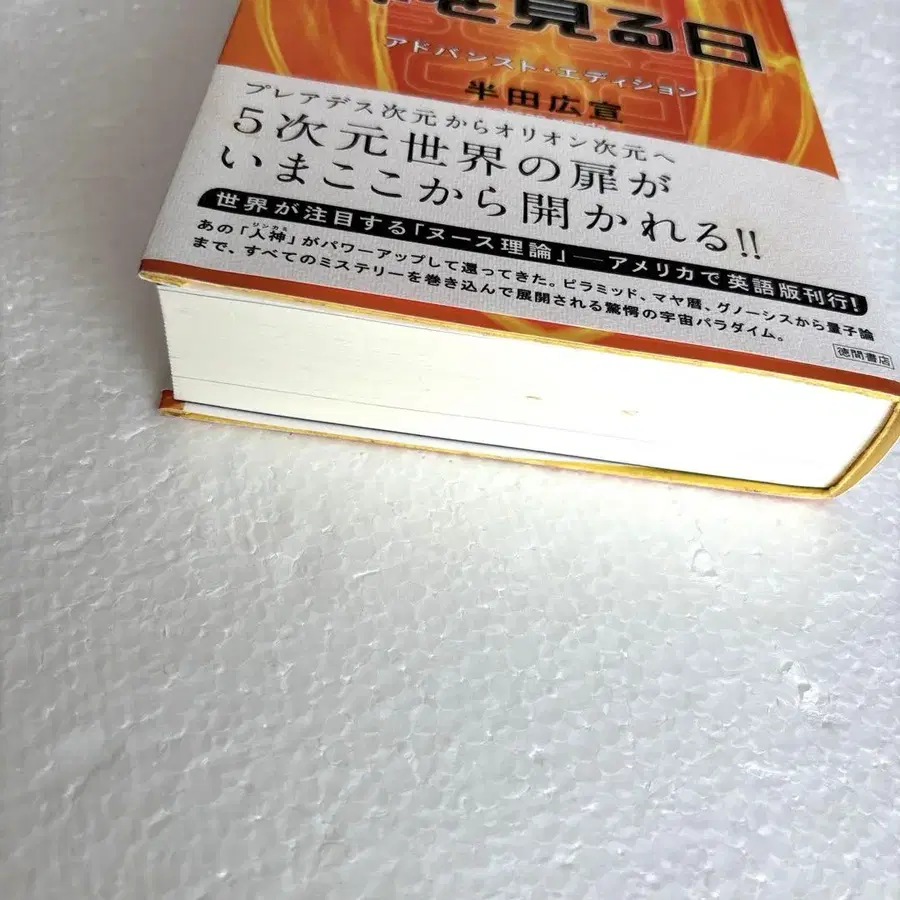 を見る日
アドバンスト・エディション
半田広宣
プレアデス次元からオリオン次元へ
5次元世界の扉が
いまここから開かれる!!
世界が注目する「ヌース理論」──アメリカで英語版刊行!
リンガミ
あの「人神」がパワーアップして還ってきた。ピラミッド、マヤ暦、グノーシスから量子論
まで、すべてのミステリーを巻き込んで展開される驚愕の宇宙パラダイム。
徳間書店